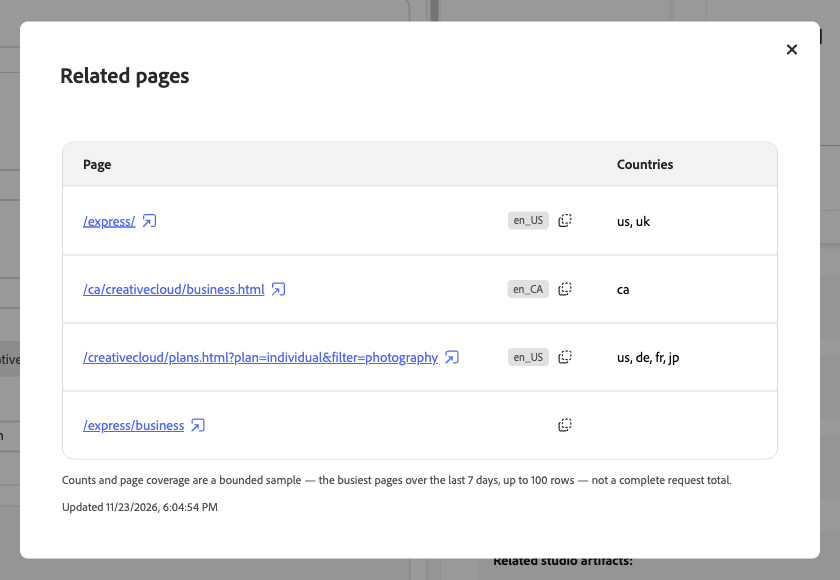 Related pages
Page Countries
/express/ en_US us, uk
/ca/creativecloud/business.html en_CA ca
/creativecloud/plans.html?plan=individual&filter=photography en_US us, de, fr, jp
/express/business
Counts and page coverage are a bounded sample — the busiest pages over the last 7 days, up to 100 rows — not a complete request total.
Updated 11/23/2026, 6:04:54 PM
Related studio artifacts: